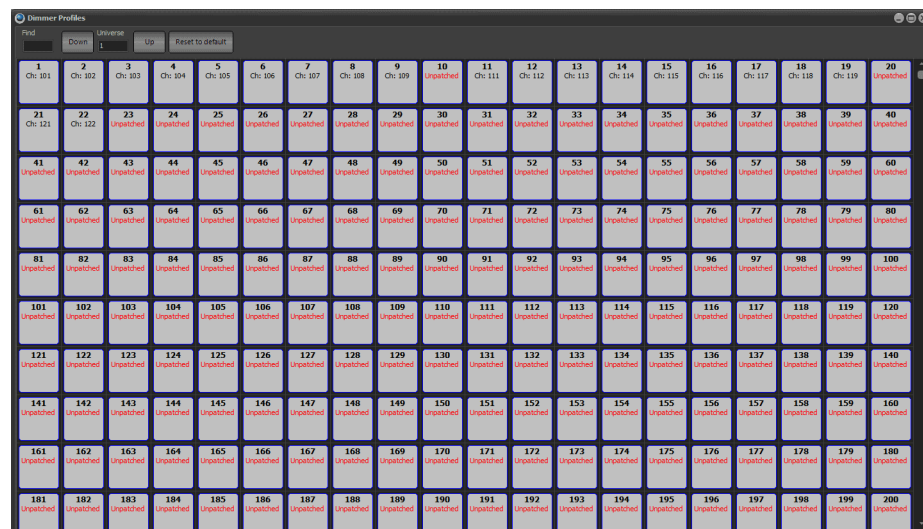 Dimmer Profiles
Find Universe
Down 1 Up Reset to default
1 2 3 4 5 6 7 8 9 10 11 12 13 14 15 16 17 18 19 20
Ch: 101 Ch: 102 Ch: 103 Ch: 104 Ch: 105 Ch: 106 Ch: 107 Ch: 108 Ch: 109 Unpatched Ch: 111 Ch: 112 Ch: 113 Ch: 114 Ch: 115 Ch: 116 Ch: 117 Ch: 118 Ch: 119 Unpatched
21 22 23 24 25 26 27 28 29 30 31 32 33 34 35 36 37 38 39 40
Ch: 121 Ch: 122 Unpatched Unpatched Unpatched Unpatched Unpatched Unpatched Unpatched Unpatched Unpatched Unpatched Unpatched Unpatched Unpatched Unpatched Unpatched Unpatched Unpatched Unpatched
41 42 43 44 45 46 47 48 49 50 51 52 53 54 55 56 57 58 59 60
Unpatched Unpatched Unpatched Unpatched Unpatched Unpatched Unpatched Unpatched Unpatched Unpatched Unpatched Unpatched Unpatched Unpatched Unpatched Unpatched Unpatched Unpatched Unpatched Unpatched
61 62 63 64 65 66 67 68 69 70 71 72 73 74 75 76 77 78 79 80
Unpatched Unpatched Unpatched Unpatched Unpatched Unpatched Unpatched Unpatched Unpatched Unpatched Unpatched Unpatched Unpatched Unpatched Unpatched Unpatched Unpatched Unpatched Unpatched Unpatched
81 82 83 84 85 86 87 88 89 90 91 92 93 94 95 96 97 98 99 100
Unpatched Unpatched Unpatched Unpatched Unpatched Unpatched Unpatched Unpatched Unpatched Unpatched Unpatched Unpatched Unpatched Unpatched Unpatched Unpatched Unpatched Unpatched Unpatched Unpatched
101 102 103 104 105 106 107 108 109 110 111 112 113 114 115 116 117 118 119 120
Unpatched Unpatched Unpatched Unpatched Unpatched Unpatched Unpatched Unpatched Unpatched Unpatched Unpatched Unpatched Unpatched Unpatched Unpatched Unpatched Unpatched Unpatched Unpatched Unpatched
121 122 123 124 125 126 127 128 129 130 131 132 133 134 135 136 137 138 139 140
Unpatched Unpatched Unpatched Unpatched Unpatched Unpatched Unpatched Unpatched Unpatched Unpatched Unpatched Unpatched Unpatched Unpatched Unpatched Unpatched Unpatched Unpatched Unpatched Unpatched
141 142 143 144 145 146 147 148 149 150 151 152 153 154 155 156 157 158 159 160
Unpatched Unpatched Unpatched Unpatched Unpatched Unpatched Unpatched Unpatched Unpatched Unpatched Unpatched Unpatched Unpatched Unpatched Unpatched Unpatched Unpatched Unpatched Unpatched Unpatched
161 162 163 164 165 166 167 168 169 170 171 172 173 174 175 176 177 178 179 180
Unpatched Unpatched Unpatched Unpatched Unpatched Unpatched Unpatched Unpatched Unpatched Unpatched Unpatched Unpatched Unpatched Unpatched Unpatched Unpatched Unpatched Unpatched Unpatched Unpatched
181 182 183 184 185 186 187 188 189 190 191 192 193 194 195 196 197 198 199 200
Unpatched Unpatched Unpatched Unpatched Unpatched Unpatched Unpatched Unpatched Unpatched Unpatched Unpatched Unpatched Unpatched Unpatched Unpatched Unpatched Unpatched Unpatched Unpatched Unpatched